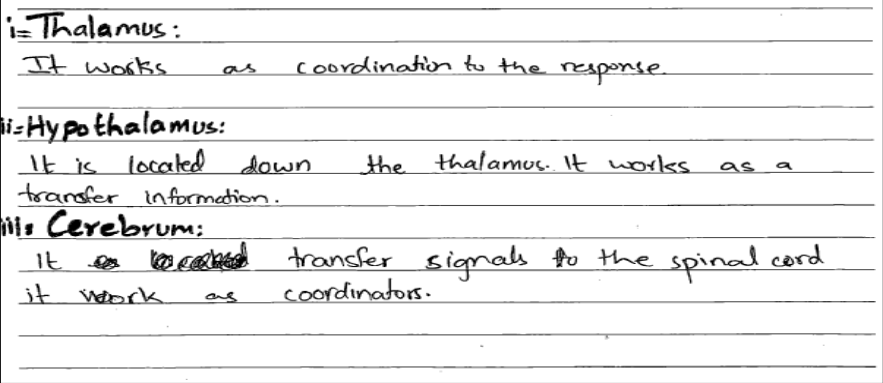 i= Thalamus:
It works as coordination to the response.
ii= Hypothalamus:
It is located down the thalamus. It works as a
transfer information.
iii= Cerebrum:
It transfer signals to the spinal cord
it work as coordinators.